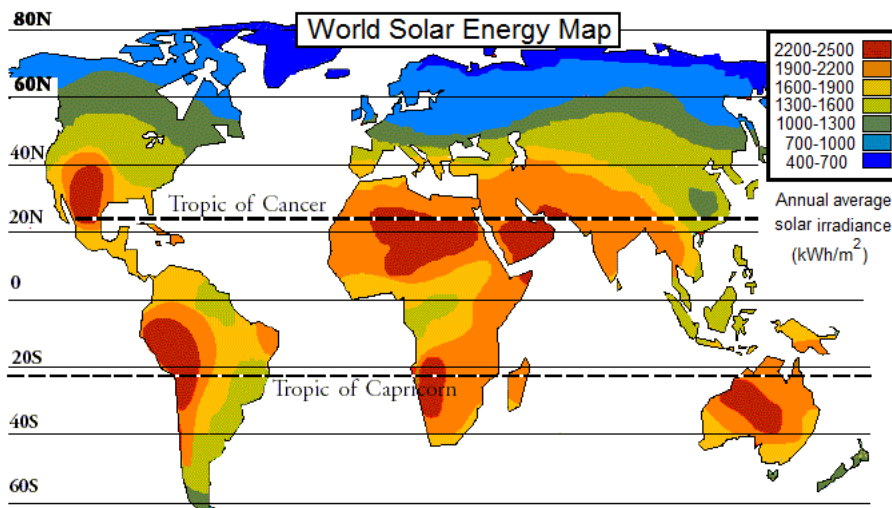 World Solar Energy Map
80N
60N
40N
Tropic of Cancer
20N
0
20S
Tropic of Capricorn
40S
60S
2200-2500
1900-2200
1600-1900
1300-1600
1000-1300
700-1000
400-700
Annual average
solar irradiance
(kWh/m²)